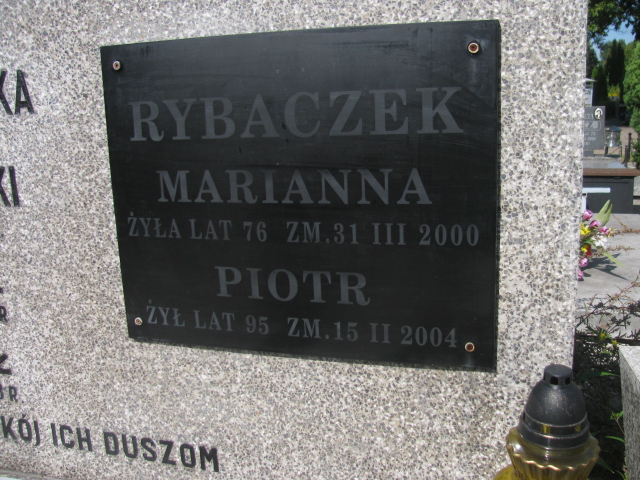 RYBACZEK
MARIANNA
ŻYŁA LAT 76 ZM.31 III 2000
PIOTR
ŻYŁ LAT 95 ZM.15 II 2004
KÓJ ICH DUSZOM